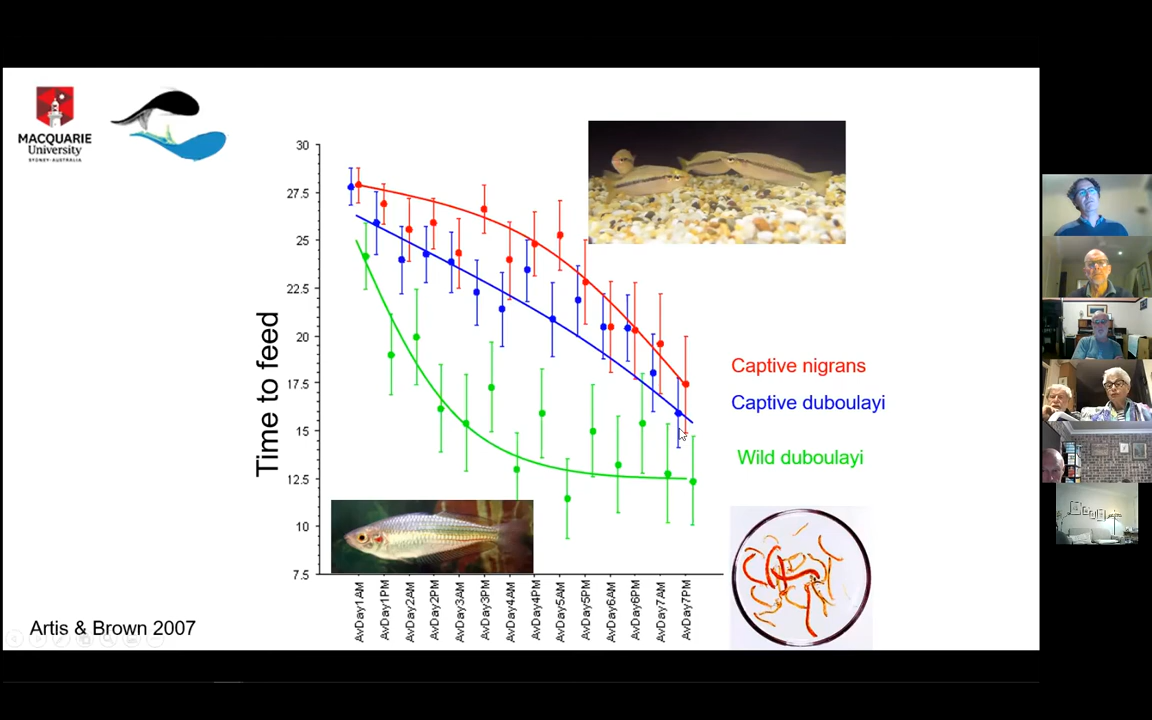 MACQUARIE
University
SYDNEY-AUSTRALIA
Time to feed
30
27.5
25
22.5
20
17.5
15
12.5
10
7.5
AvDay1AM
AvDay1PM
AvDay2AM
AvDay2PM
AvDay3AM
AvDay3PM
AvDay4AM
AvDay4PM
AvDay5AM
AvDay5PM
AvDay6AM
AvDay6PM
AvDay7AM
AvDay7PM
Captive nigrans
Captive duboulayi
Wild duboulayi
Artis & Brown 2007